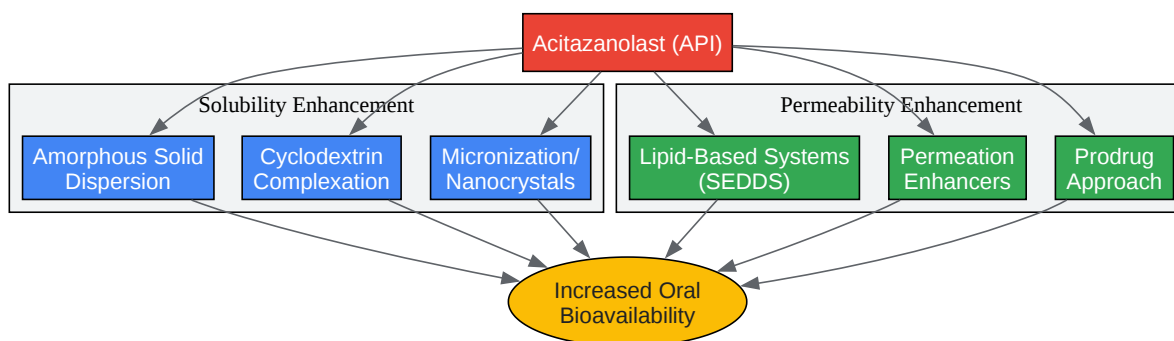 Acitazanolast (API)
Solubility Enhancement
Permeability Enhancement
Amorphous Solid
Dispersion
Cyclodextrin
Complexation
Micronization/
Nanocrystals
Lipid-Based Systems
(SEDDS)
Permeation
Enhancers
Prodrug
Approach
Increased Oral
Bioavailability